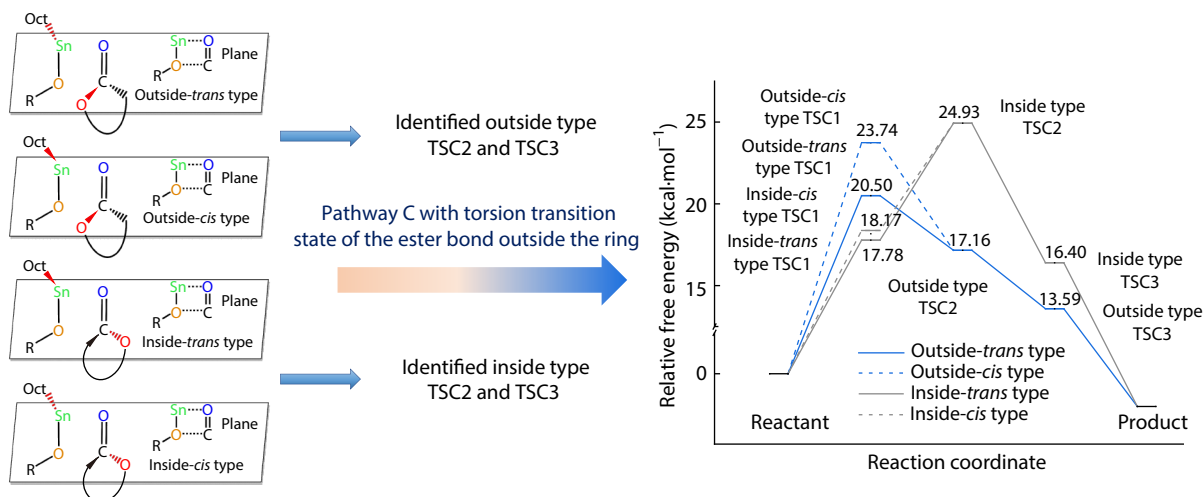 Oct
Sn
O
R
O
C
O
Sn
O
R
O
C
Plane
Outside-trans type
Oct
Sn
O
R
O
C
O
Sn
O
R
O
C
Plane
Outside-cis type
Oct
Sn
O
R
O
C
O
Sn
O
R
O
C
Plane
Inside-trans type
Oct
Sn
O
R
O
C
O
Sn
O
R
O
C
Plane
Inside-cis type
Identified outside type
TSC2 and TSC3
Pathway C with torsion transition
state of the ester bond outside the ring
Identified inside type
TSC2 and TSC3
Relative free energy (kcal·mol−1)
25
20
15
0
Outside-cis
type TSC1
23.74
Outside-trans
type TSC1
20.50
Inside-cis
type TSC1
18.17
Inside-trans
type TSC1
17.78
24.93
Inside type
TSC2
17.16
Outside type
TSC2
16.40
Inside type
TSC3
13.59
Outside type
TSC3
Outside-trans type
Outside-cis type
Inside-trans type
Inside-cis type
Reactant
Product
Reaction coordinate